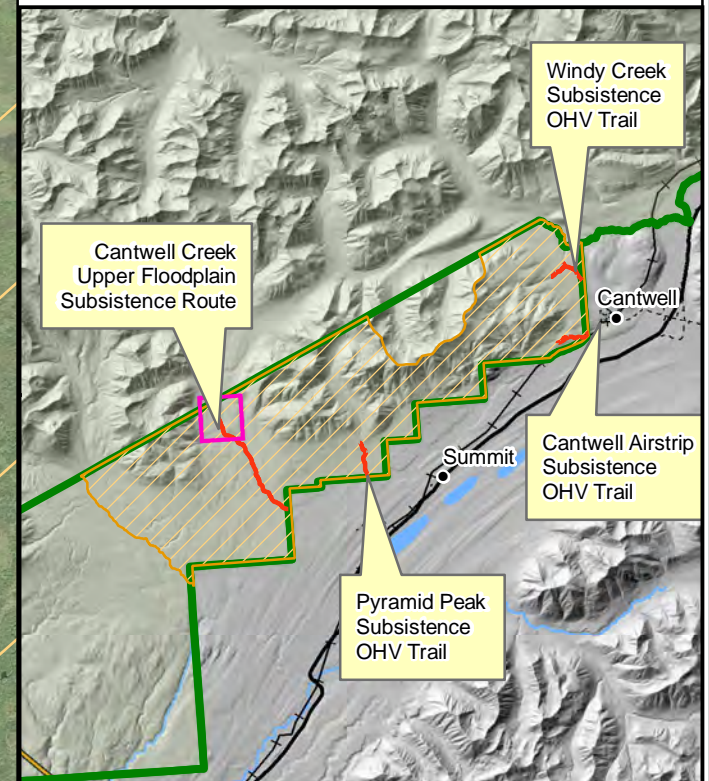 Windy Creek
Subsistence
OHV Trail
Cantwell Creek
Upper Floodplain
Subsistence Route
Cantwell
Summit
Cantwell Airstrip
Subsistence
OHV Trail
Pyramid Peak
Subsistence
OHV Trail